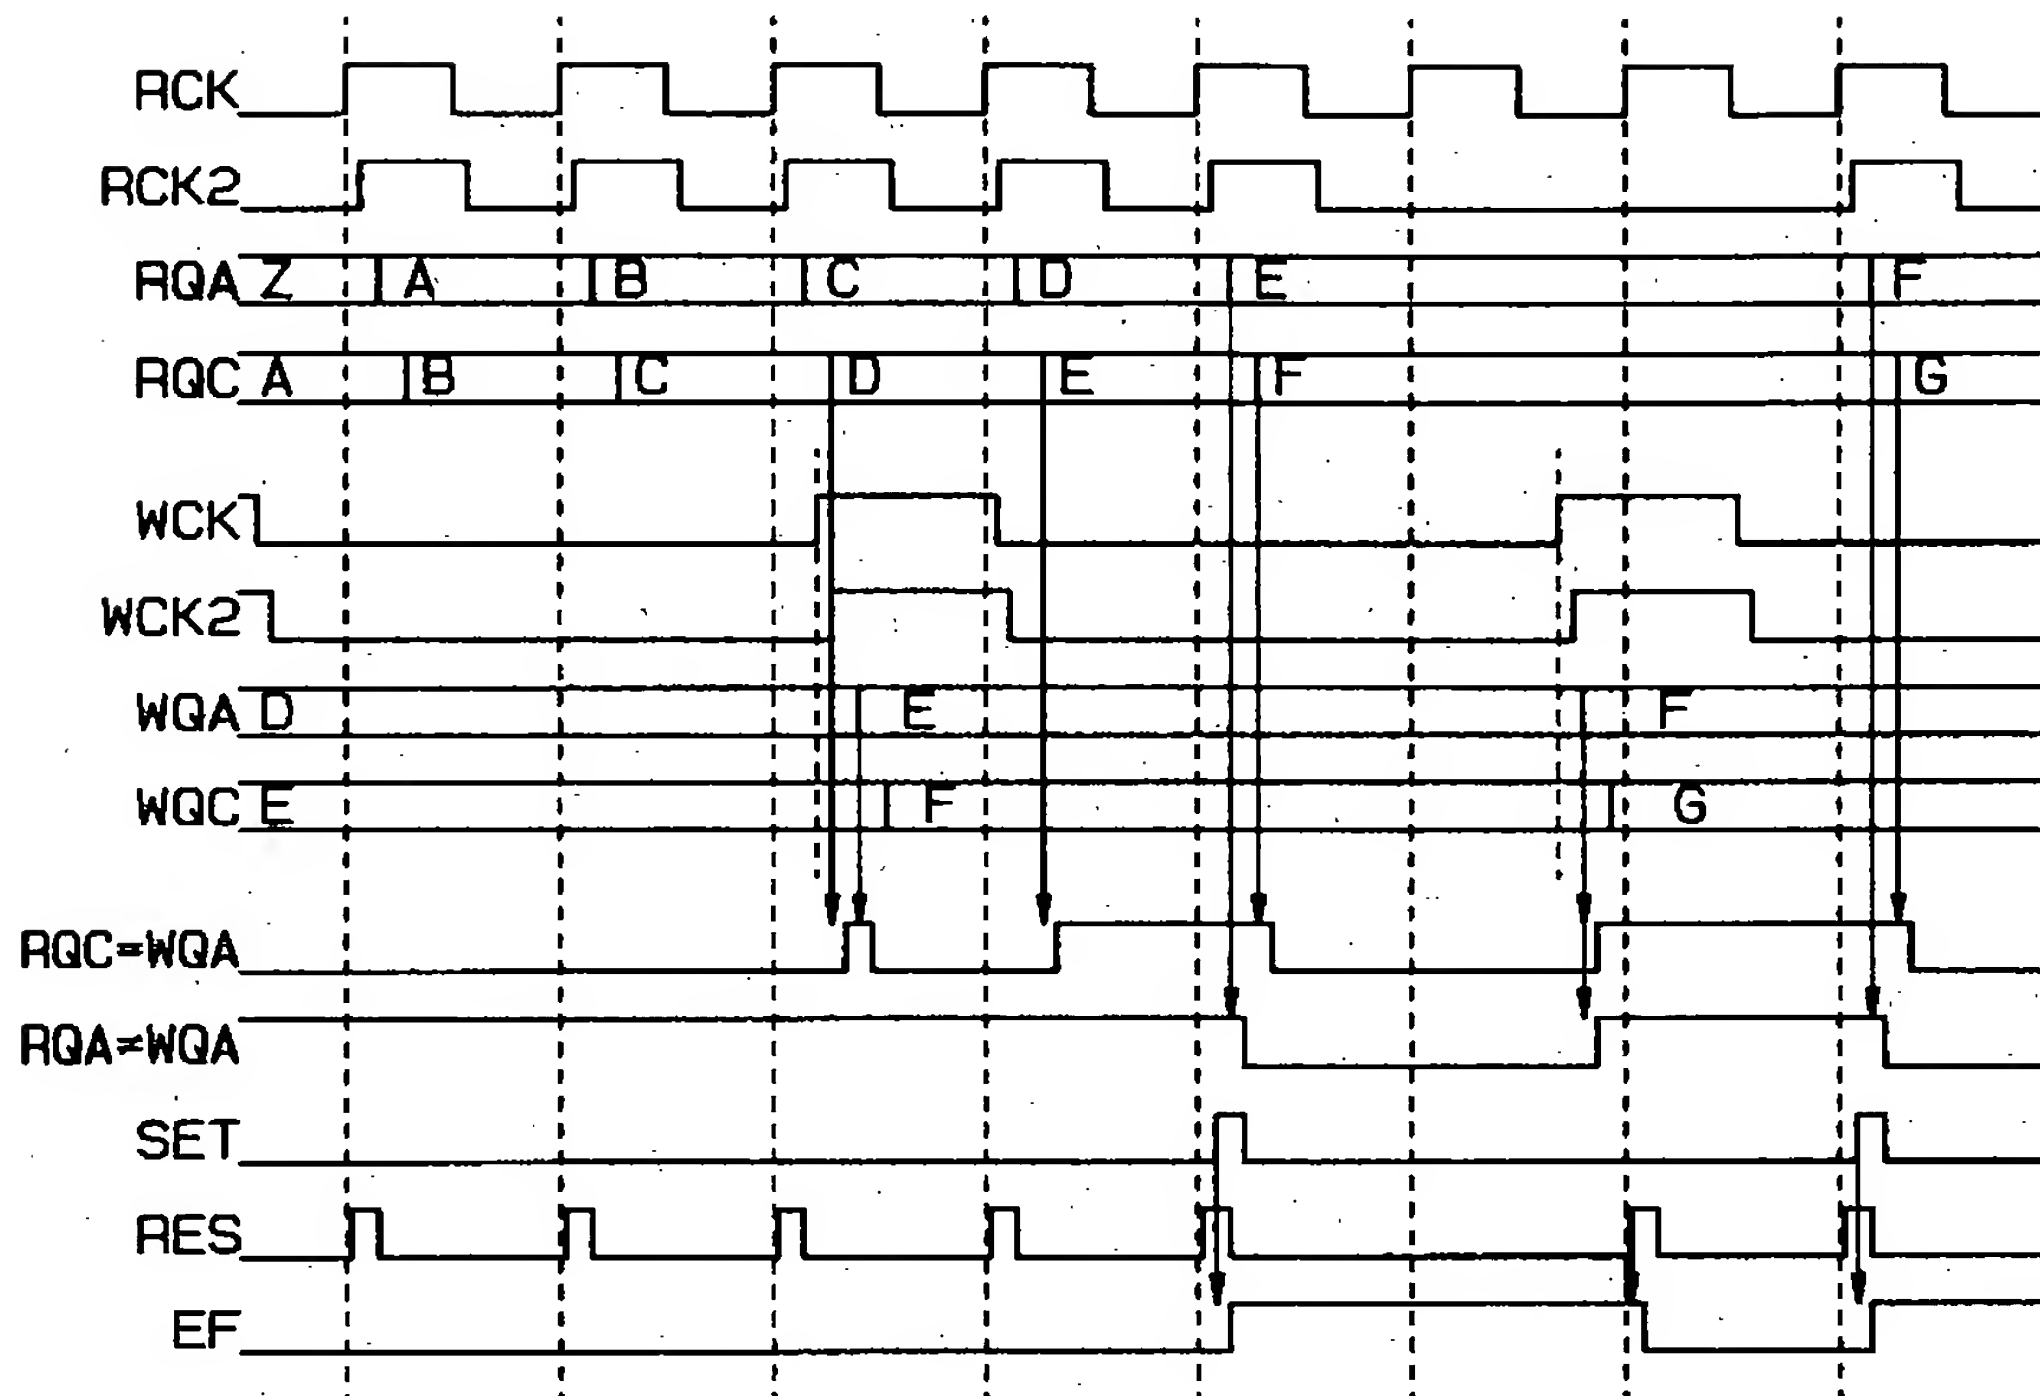 RCK
RCK2
RQA Z A B C D E F
RQC A B C D E F G
WCK
WCK2
WQA D E F
WQC E F G
RQC=WQA
RQA≠WQA
SET
RES
EF